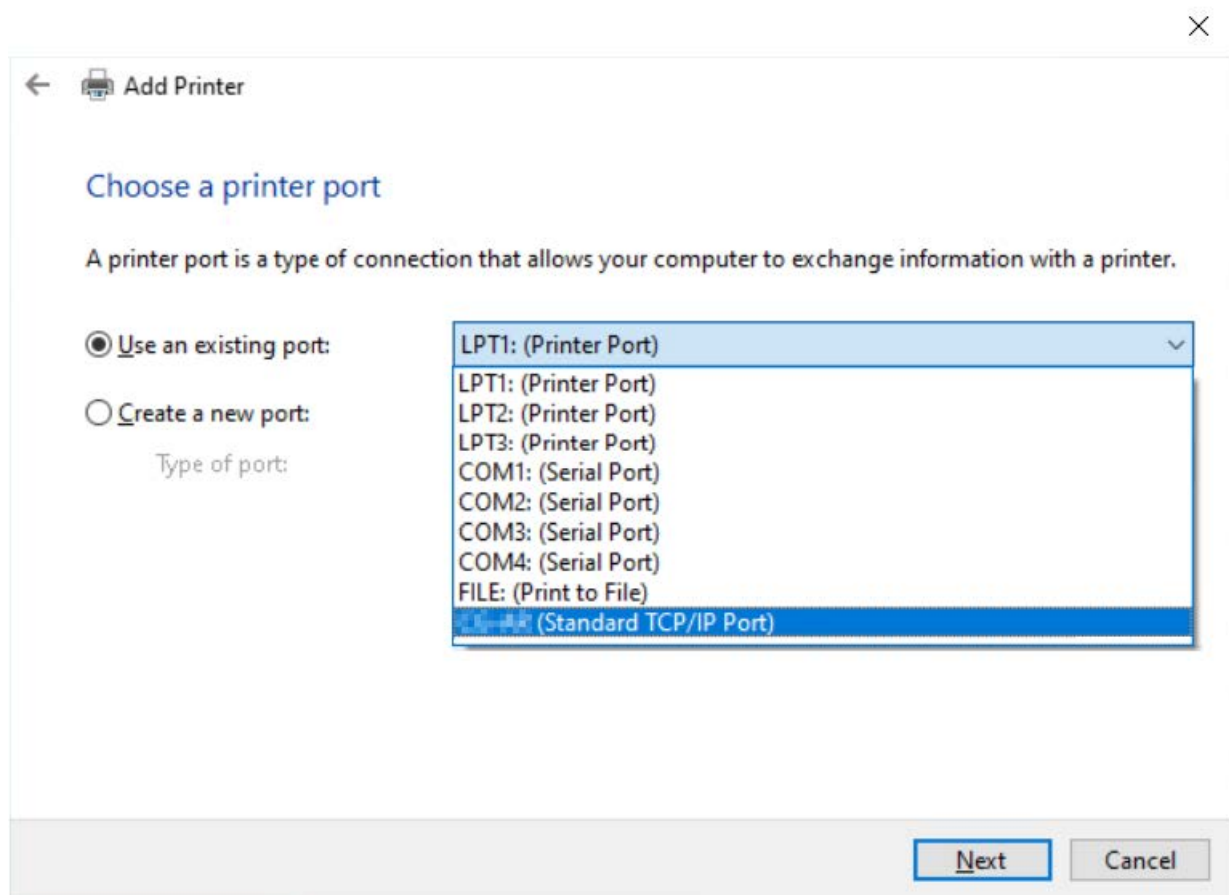 Add Printer
Choose a printer port
A printer port is a type of connection that allows your computer to exchange information with a printer.
Use an existing port:
LPT1: (Printer Port)
LPT1: (Printer Port)
LPT2: (Printer Port)
LPT3: (Printer Port)
COM1: (Serial Port)
COM2: (Serial Port)
COM3: (Serial Port)
COM4: (Serial Port)
FILE: (Print to File)
(Standard TCP/IP Port)
Create a new port:
Type of port:
Next
Cancel